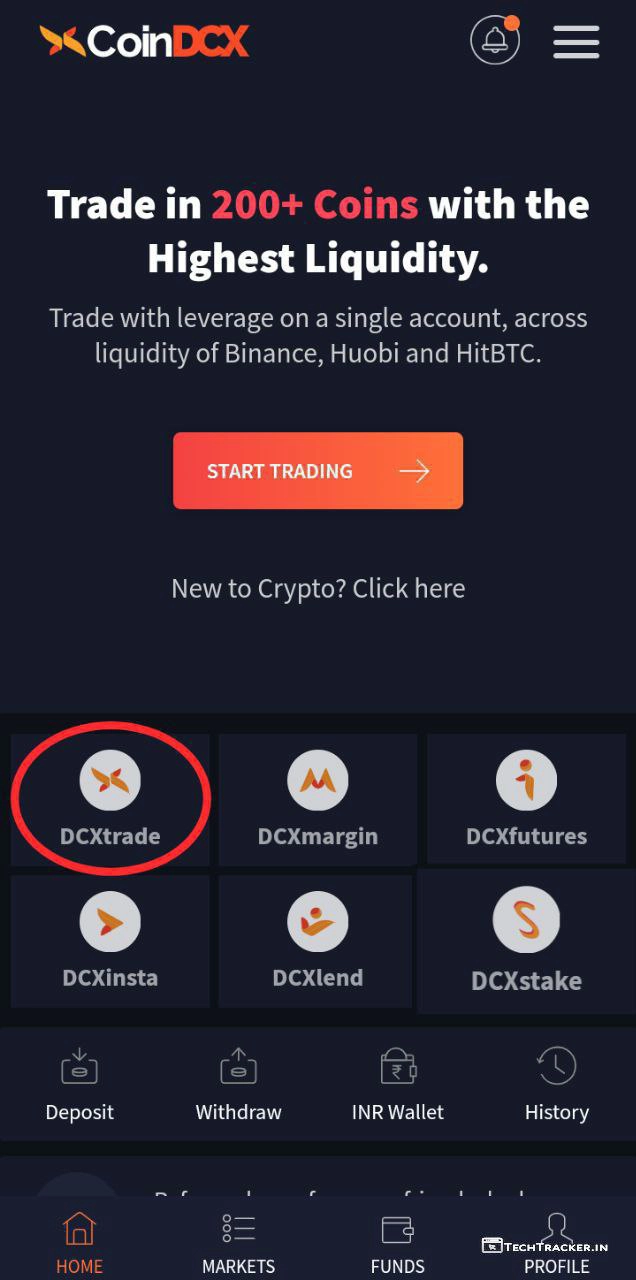 CoinDCX
Trade in 200+ Coins with the
Highest Liquidity.
Trade with leverage on a single account, across
liquidity of Binance, Huobi and HitBTC.
START TRADING
New to Crypto? Click here
DCXtrade DCXmargin DCXfutures
DCXinsta DCXlend DCXstake
Deposit Withdraw INR Wallet History
TECHTRACKER.IN
HOME MARKETS FUNDS PROFILE